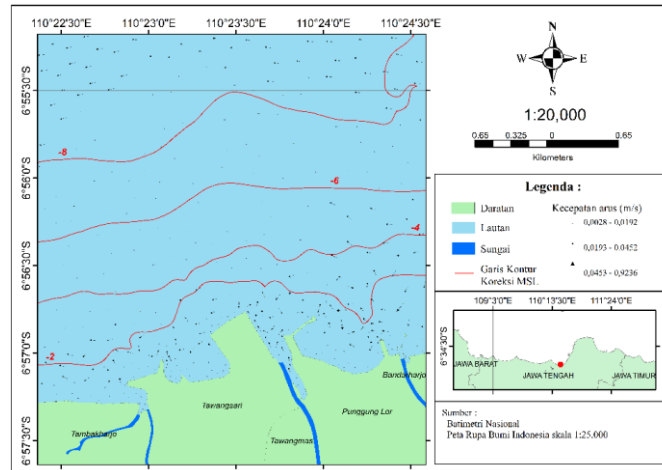 110°22'30"E 110°23'0"E 110°23'30"E 110°24'0"E 110°24'30"E
6°55'30"S
6°56'0"S
6°56'30"S
6°57'0"S
6°57'30"S
-8
-6
-4
-2
Tambakharjo
Tawangsari
Tawangmas
Panggung Lor
Bandarharjo
N
W E
S
1:20,000
0.65 0.325 0 0.65
Kilometers
Legenda :
Daratan
Lautan
Sungai
Garis Kontur
Koreksi MSL
Kecepatan arus (m/s)
0,0028 - 0,0192
0,0193 - 0,0452
0,0453 - 0,9236
109°3'0"E 110°13'30"E 111°24'0"E
6°34'30"S
JAWA BARAT
JAWA TENGAH
JAWA TIMUR
Sumber :
Batimetri Nasional
Peta Rupa Bumi Indonesia skala 1:25.000